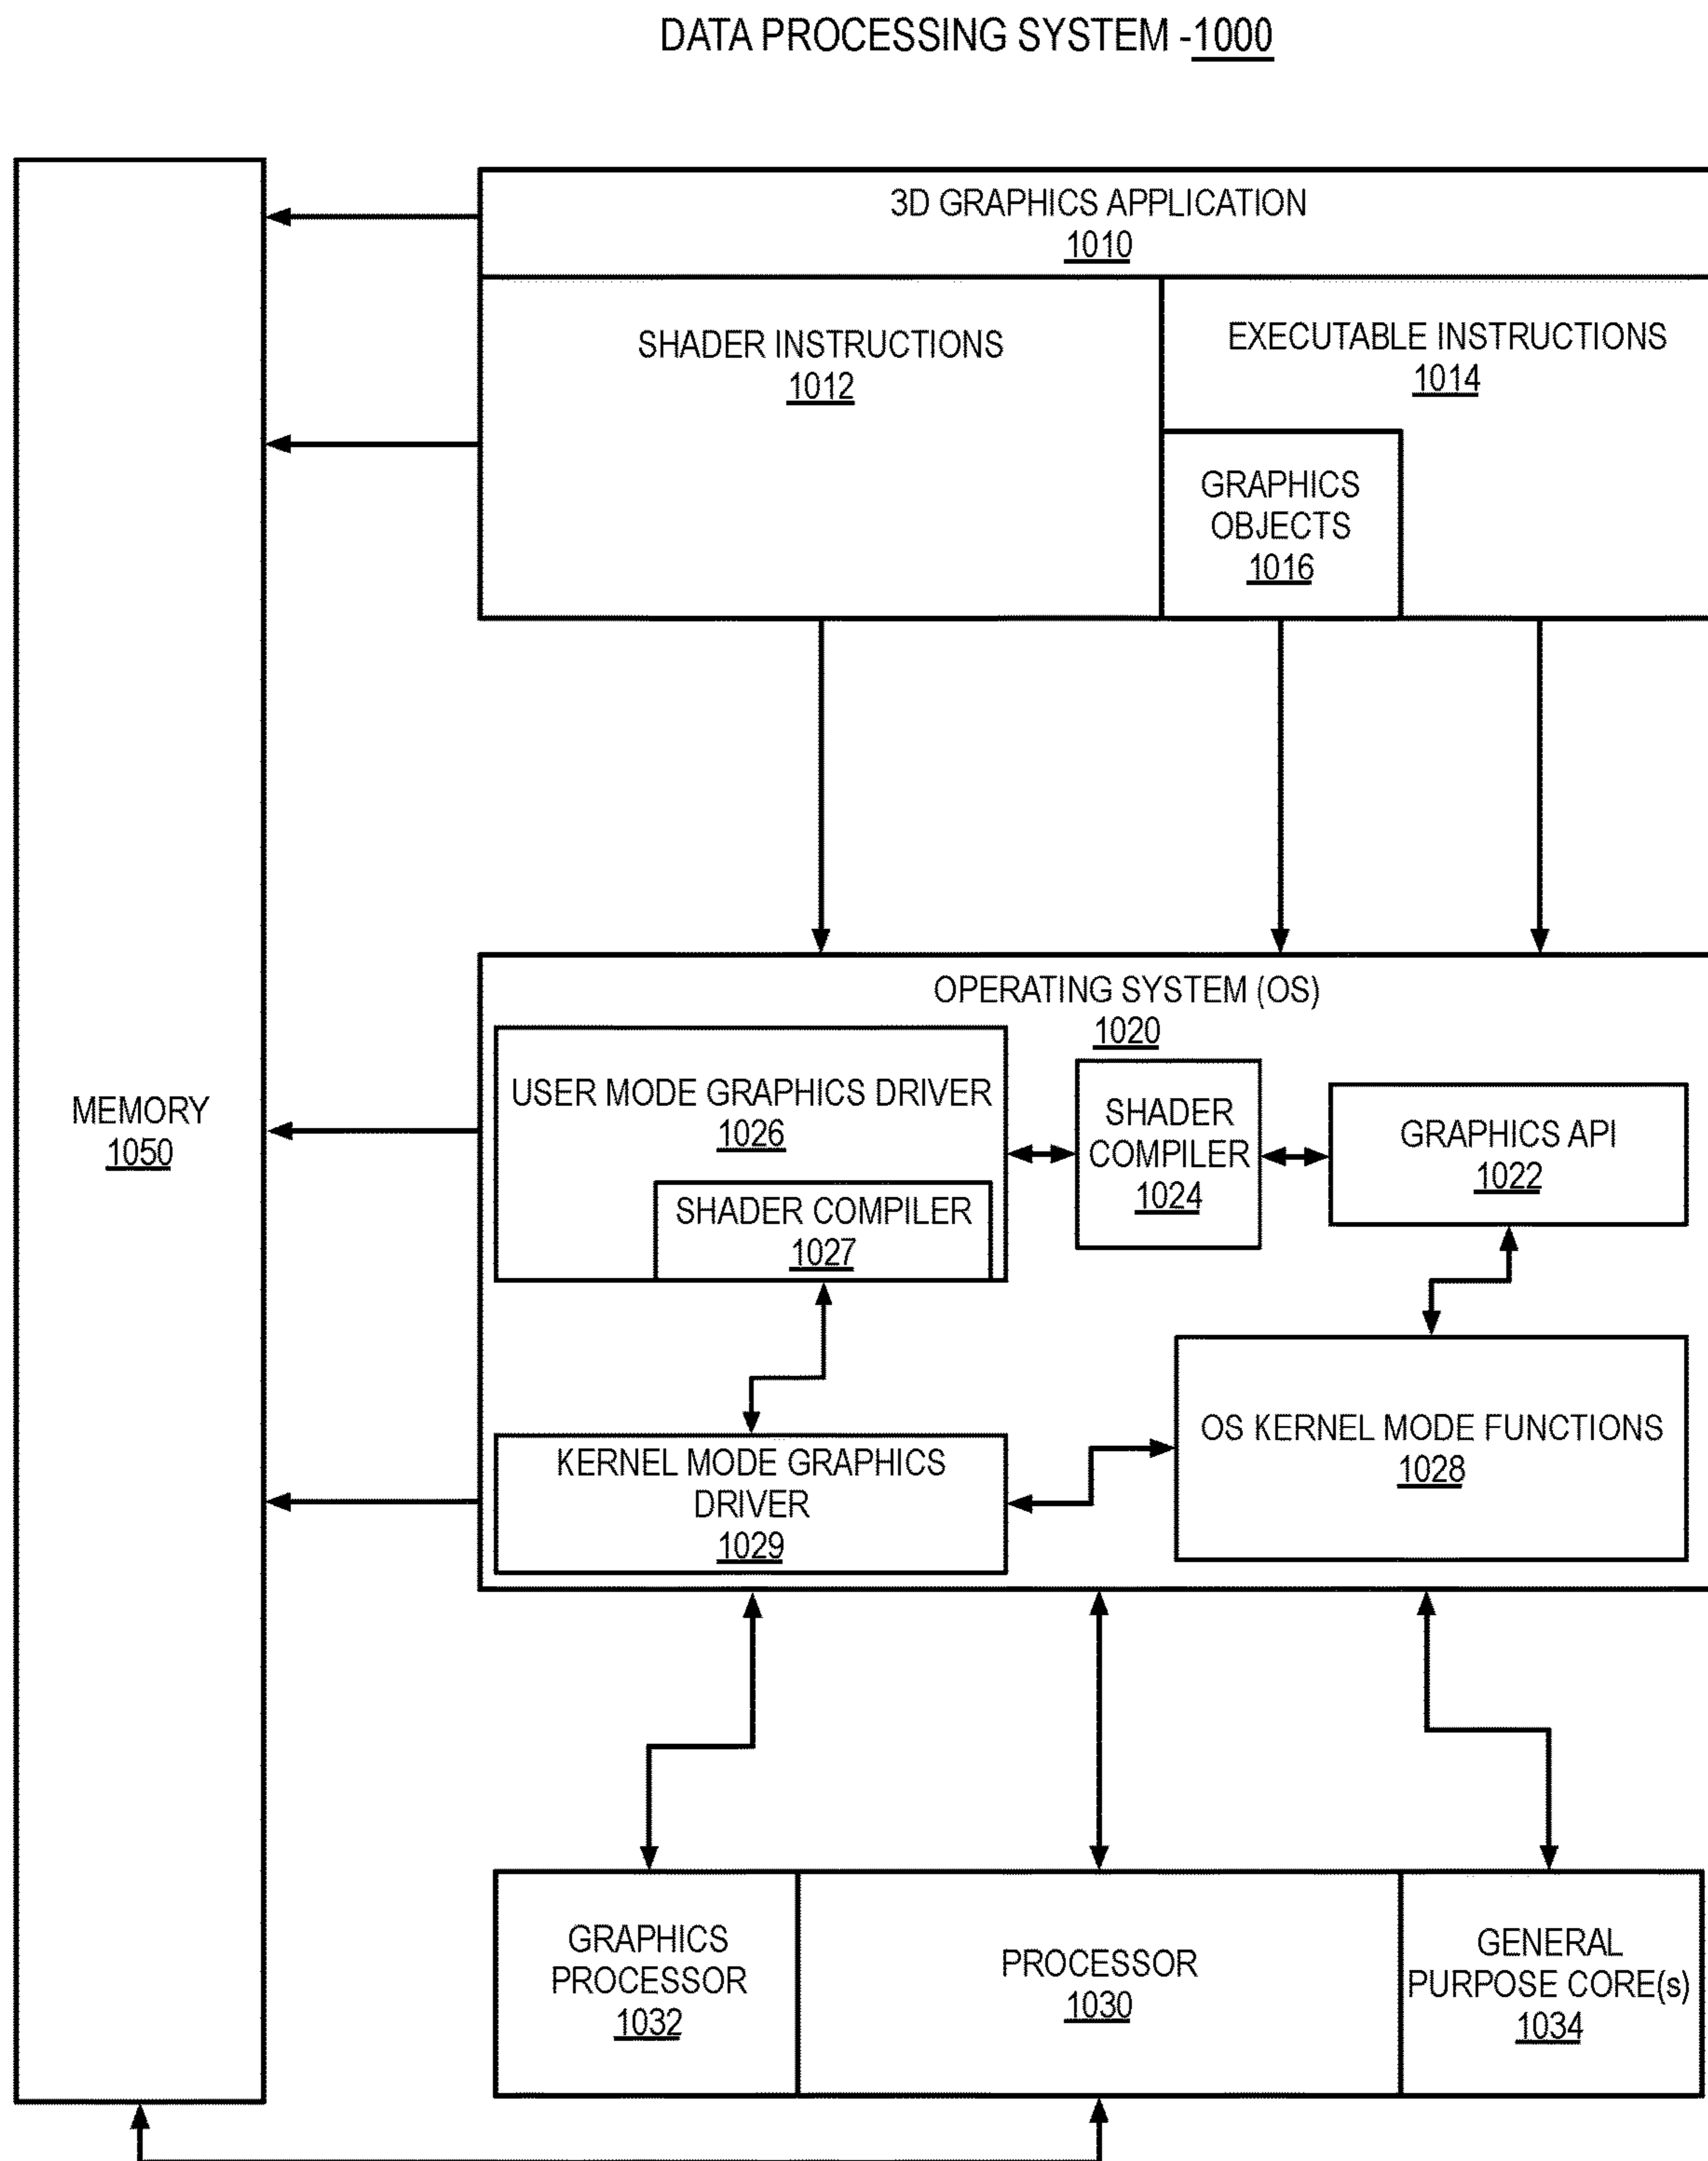 DATA PROCESSING SYSTEM -1000
3D GRAPHICS APPLICATION
1010
SHADER INSTRUCTIONS
1012
EXECUTABLE INSTRUCTIONS
1014
GRAPHICS
OBJECTS
1016
MEMORY
1050
OPERATING SYSTEM (OS)
1020
USER MODE GRAPHICS DRIVER
1026
SHADER COMPILER
1027
SHADER
COMPILER
1024
GRAPHICS API
1022
KERNEL MODE GRAPHICS
DRIVER
1029
OS KERNEL MODE FUNCTIONS
1028
GRAPHICS
PROCESSOR
1032
PROCESSOR
1030
GENERAL
PURPOSE CORE(s)
1034